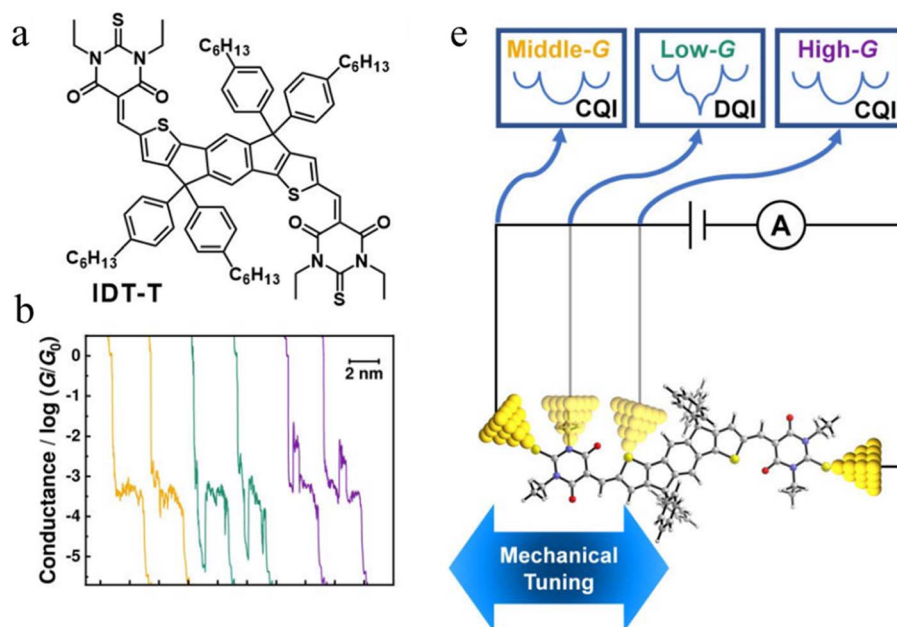 a
N
S
N
O
O
C6H13
C6H13
S
S
O
O
C6H13
C6H13
N
N
S
IDT-T
b
Conductance / log (G/G0)
0
-1
-2
-3
-4
-5
2 nm
e
Middle-G
CQI
Low-G
DQI
High-G
CQI
A
Mechanical
Tuning